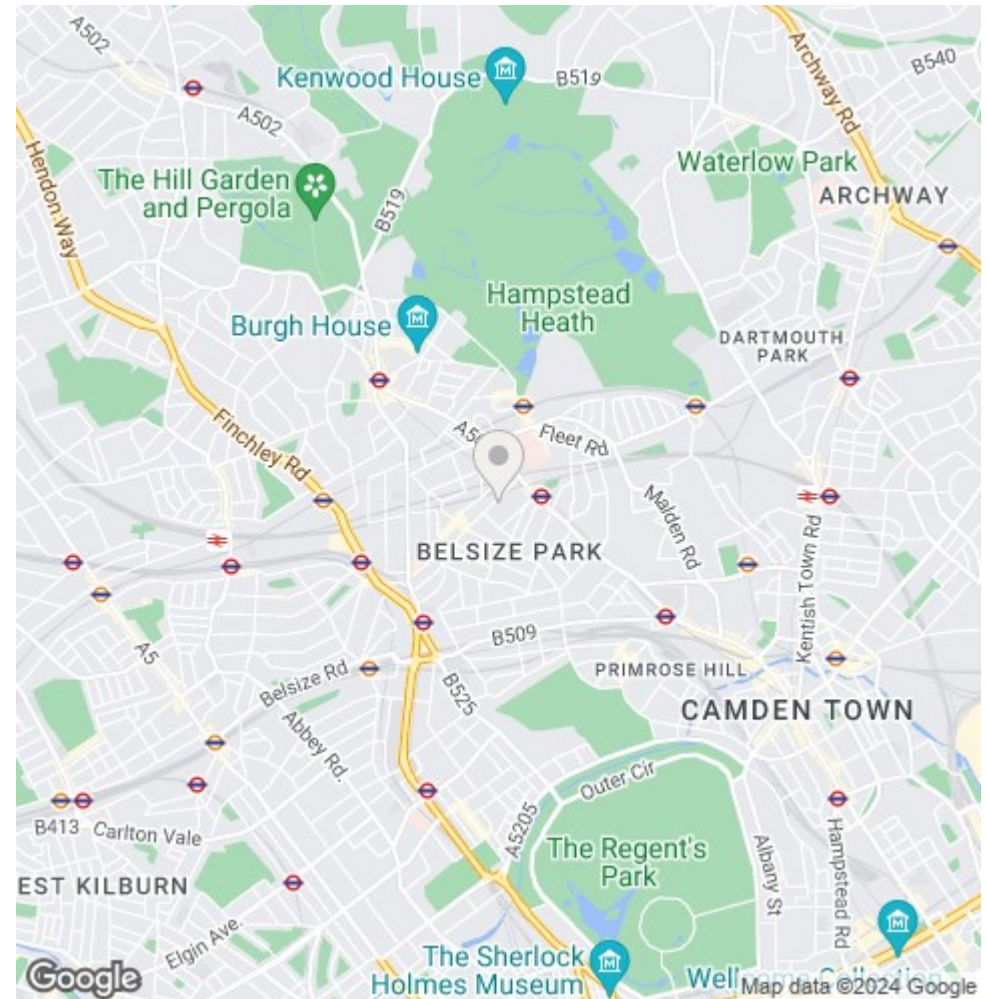 A502
Kenwood House
B519
Archway Rd
B540
A502
Hendon Way
The Hill Garden
and Pergola
B519
Waterlow Park
ARCHWAY
Hampstead
Heath
Burgh House
DARTMOUTH
PARK
Finchley Rd
Fleet Rd
Malden Rd
BELSIZE PARK
Kentish Town Rd
A5
B509
Belsize Rd
B525
PRIMROSE HILL
Abbey Rd.
CAMDEN TOWN
Outer Cir
B413
Carlton Vale
A5205
The Regent's
Park
Albany St
Hampstead Rd
EST KILBURN
Elgin Ave.
The Sherlock
Holmes Museum
Google
Map data ©2024 Google